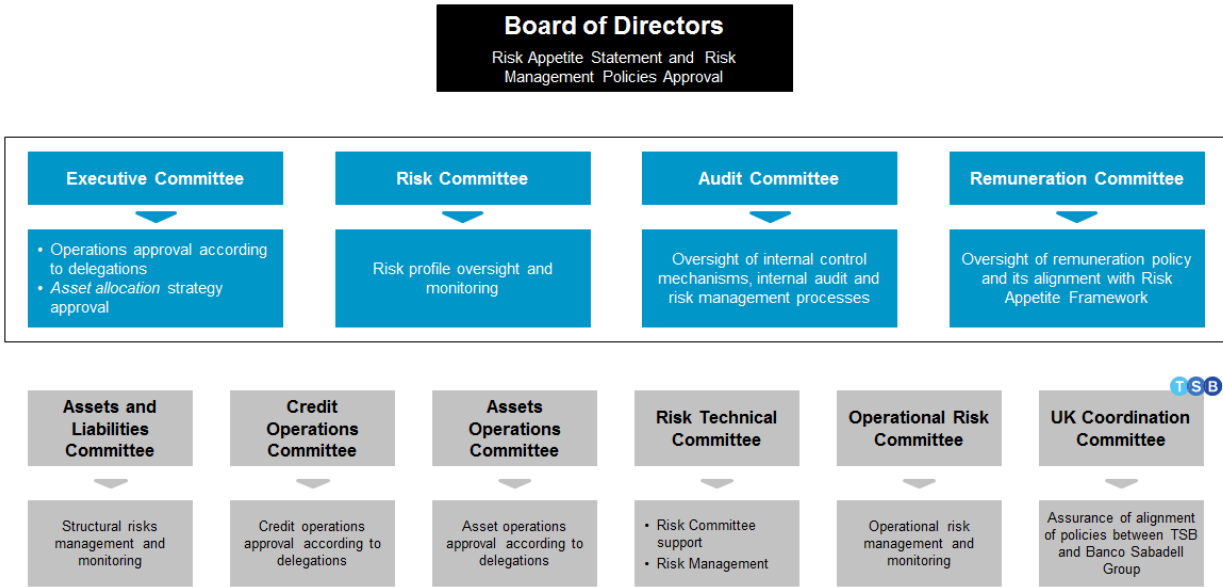 Board of Directors
Risk Appetite Statement and Risk
Management Policies Approval
Executive Committee
Risk Committee
Audit Committee
Remuneration Committee
• Operations approval according
to delegations
• Asset allocation strategy
approval
Risk profile oversight and
monitoring
Oversight of internal control
mechanisms, internal audit and
risk management processes
Oversight of remuneration policy
and its alignment with Risk
Appetite Framework
TSB
Assets and
Liabilities
Committee
Credit
Operations
Committee
Assets
Operations
Committee
Risk Technical
Committee
Operational Risk
Committee
UK Coordination
Committee
Structural risks
management and
monitoring
Credit operations
approval according to
delegations
Asset operations
approval according to
delegations
• Risk Committee
support
• Risk Management
Operational risk
management and
monitoring
Assurance of alignment
of policies between TSB
and Banco Sabadell
Group